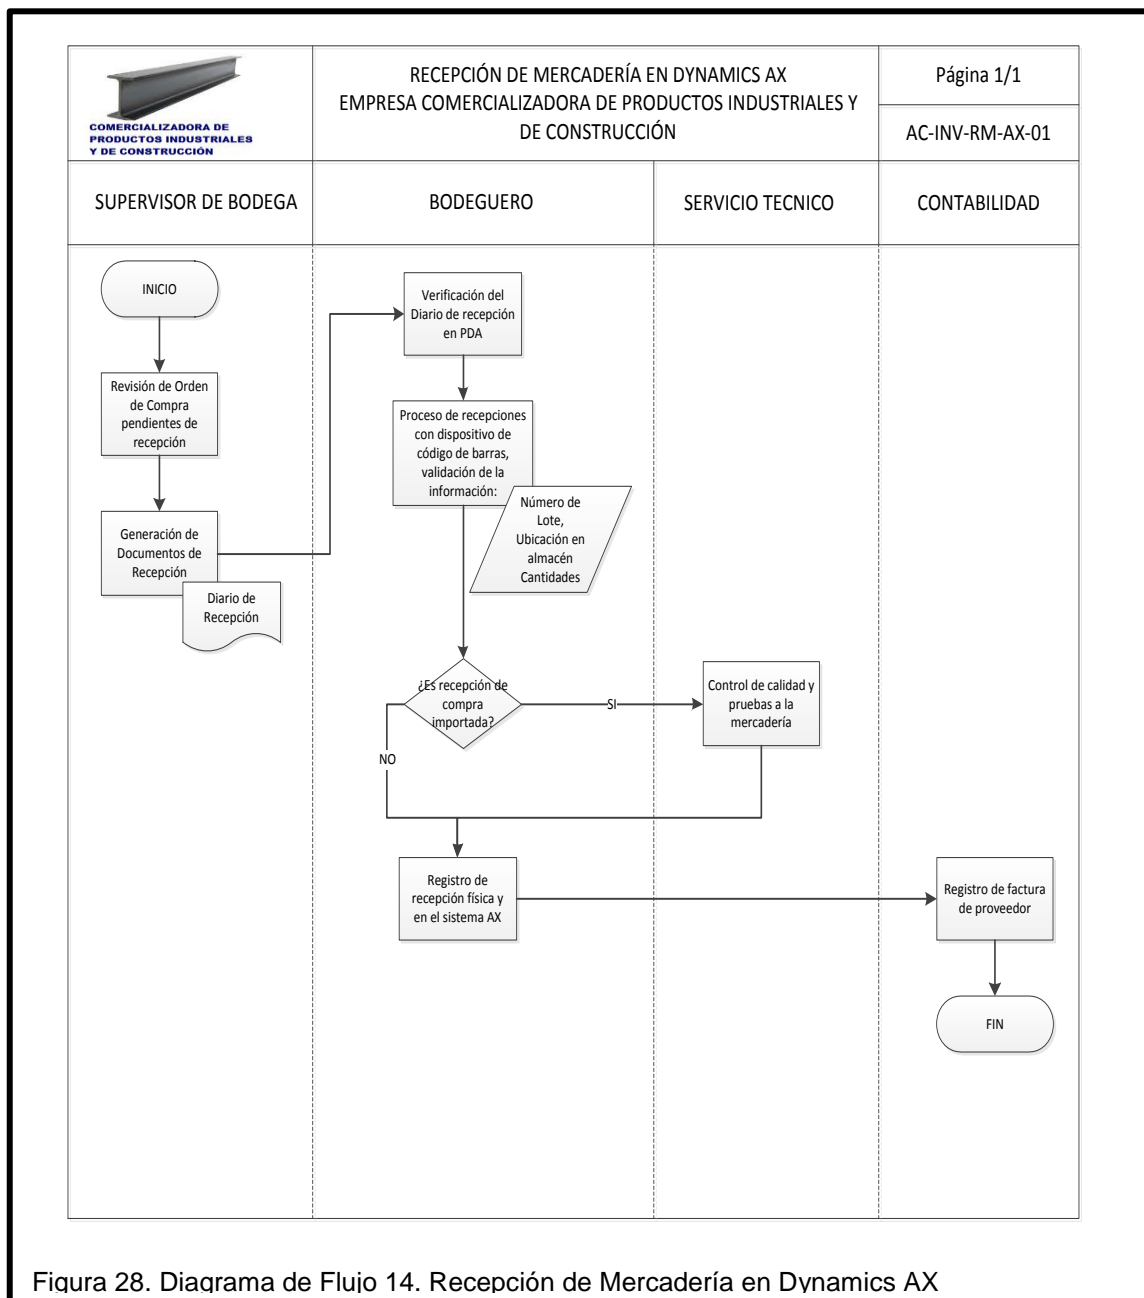 COMERCIALIZADORA DE
PRODUCTOS INDUSTRIALES
Y DE CONSTRUCCIÓN
RECEPCIÓN DE MERCADERÍA EN DYNAMICS AX
EMPRESA COMERCIALIZADORA DE PRODUCTOS INDUSTRIALES Y
DE CONSTRUCCIÓN
Página 1/1
AC-INV-RM-AX-01
SUPERVISOR DE BODEGA
BODEGUERO
SERVICIO TECNICO
CONTABILIDAD
INICIO
Revisión de Orden
de Compra
pendientes de
recepción
Generación de
Documentos de
Recepción
Diario de
Recepción
Verificación del
Diario de recepción
en PDA
Proceso de recepciones
con dispositivo de
código de barras,
validación de la
información:
Número de
Lote,
Ubicación en
almacén
Cantidades
¿Es recepción de
compra
importada?
SI
NO
Control de calidad y
pruebas a la
mercadería
Registro de
recepción física y
en el sistema AX
Registro de factura
de proveedor
FIN
Figura 28. Diagrama de Flujo 14. Recepción de Mercadería en Dynamics AX